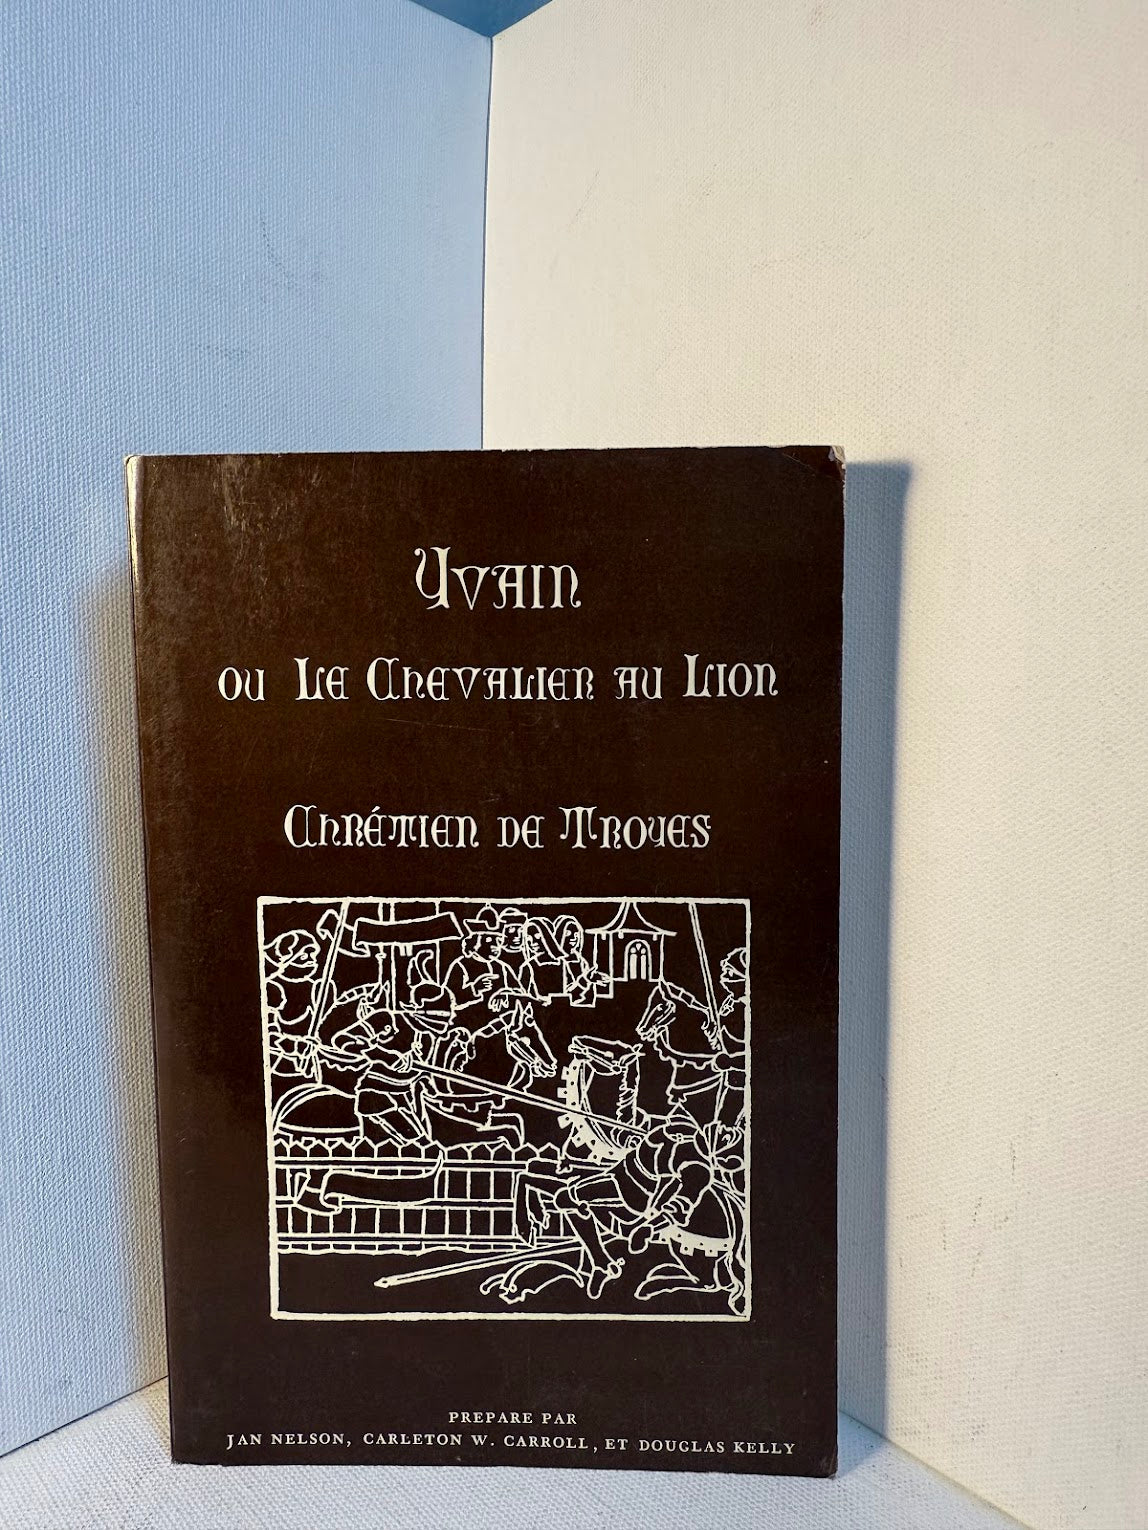 Yvain
ou Le Chevalier au Lion
Chrétien de Troyes
PREPARE PAR
JAN NELSON, CARLETON W. CARROLL, ET DOUGLAS KELLY